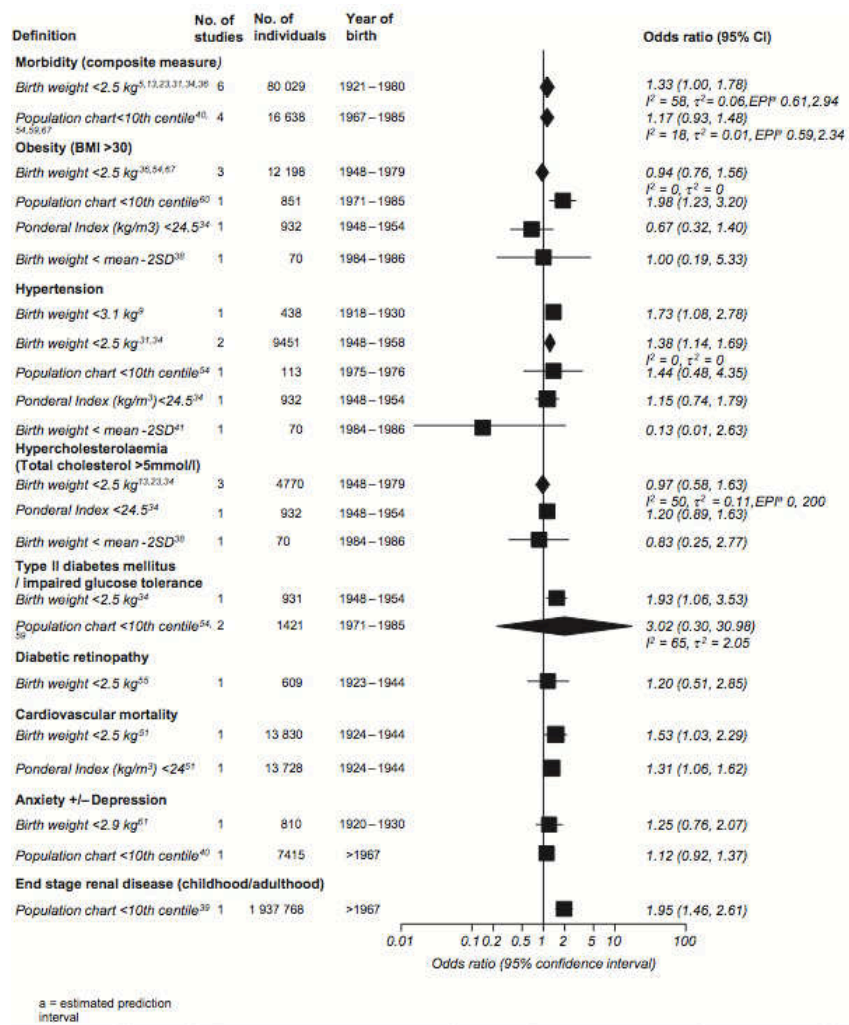 Definition No. of studies No. of individuals Year of birth Odds ratio (95% CI)
Morbidity (composite measure)
Birth weight <2.5 kg5,13,23,31,34,36 6 80 029 1921–1980 1.33 (1.00, 1.78)
I² = 58, τ²= 0.06,EPIª 0.61,2.94
Population chart<10th centile40, 4 16 638 1967–1985 1.17 (0.93, 1.48)
54,59,67
I² = 18, τ² = 0.01,EPIª 0.59,2.34
Obesity (BMI >30)
Birth weight <2.5 kg36,54,67 3 12 198 1948–1979 0.94 (0.76, 1.56)
I² = 0, τ² = 0
Population chart <10th centile60 1 851 1971–1985 1.98 (1.23, 3.20)
Ponderal Index (kg/m3) <24.534 1 932 1948–1954 0.67 (0.32, 1.40)
Birth weight < mean-2SD38 1 70 1984–1986 1.00 (0.19, 5.33)
Hypertension
Birth weight <3.1 kg9 1 438 1918–1930 1.73 (1.08, 2.78)
Birth weight <2.5 kg31,34 2 9451 1948–1958 1.38 (1.14, 1.69)
I² = 0, τ² = 0
Population chart <10th centile54 1 113 1975–1976 1.44 (0.48, 4.35)
Ponderal Index (kg/m³)<24.534 1 932 1948–1954 1.15 (0.74, 1.79)
Birth weight < mean-2SD41 1 70 1984–1986 0.13 (0.01, 2.63)
Hypercholesterolaemia
(Total cholesterol >5mmol/l)
Birth weight <2.5 kg13,23,34 3 4770 1948–1979 0.97 (0.58, 1.63)
I² = 50, τ² = 0.11,EPIª 0, 200
Ponderal Index <24.534 1 932 1948–1954 1.20 (0.89, 1.63)
Birth weight < mean-2SD38 1 70 1984–1986 0.83 (0.25, 2.77)
Type II diabetes mellitus
/ impaired glucose tolerance
Birth weight <2.5 kg34 1 931 1948–1954 1.93 (1.06, 3.53)
Population chart <10th centile54, 2 1421 1971–1985 3.02 (0.30, 30.98)
59
I² = 65, τ² = 2.05
Diabetic retinopathy
Birth weight <2.5 kg55 1 609 1923–1944 1.20 (0.51, 2.85)
Cardiovascular mortality
Birth weight <2.5 kg51 1 13 830 1924–1944 1.53 (1.03, 2.29)
Ponderal Index (kg/m³) <2451 1 13 728 1924–1944 1.31 (1.06, 1.62)
Anxiety +/– Depression
Birth weight <2.9 kg61 1 810 1920–1930 1.25 (0.76, 2.07)
Population chart <10th centile40 1 7415 >1967 1.12 (0.92, 1.37)
End stage renal disease (childhood/adulthood)
Population chart <10th centile39 1 1 937 768 >1967 1.95 (1.46, 2.61)
0.01 0.1 0.2 0.5 1 2 5 10 100
Odds ratio (95% confidence interval)
a = estimated prediction
interval